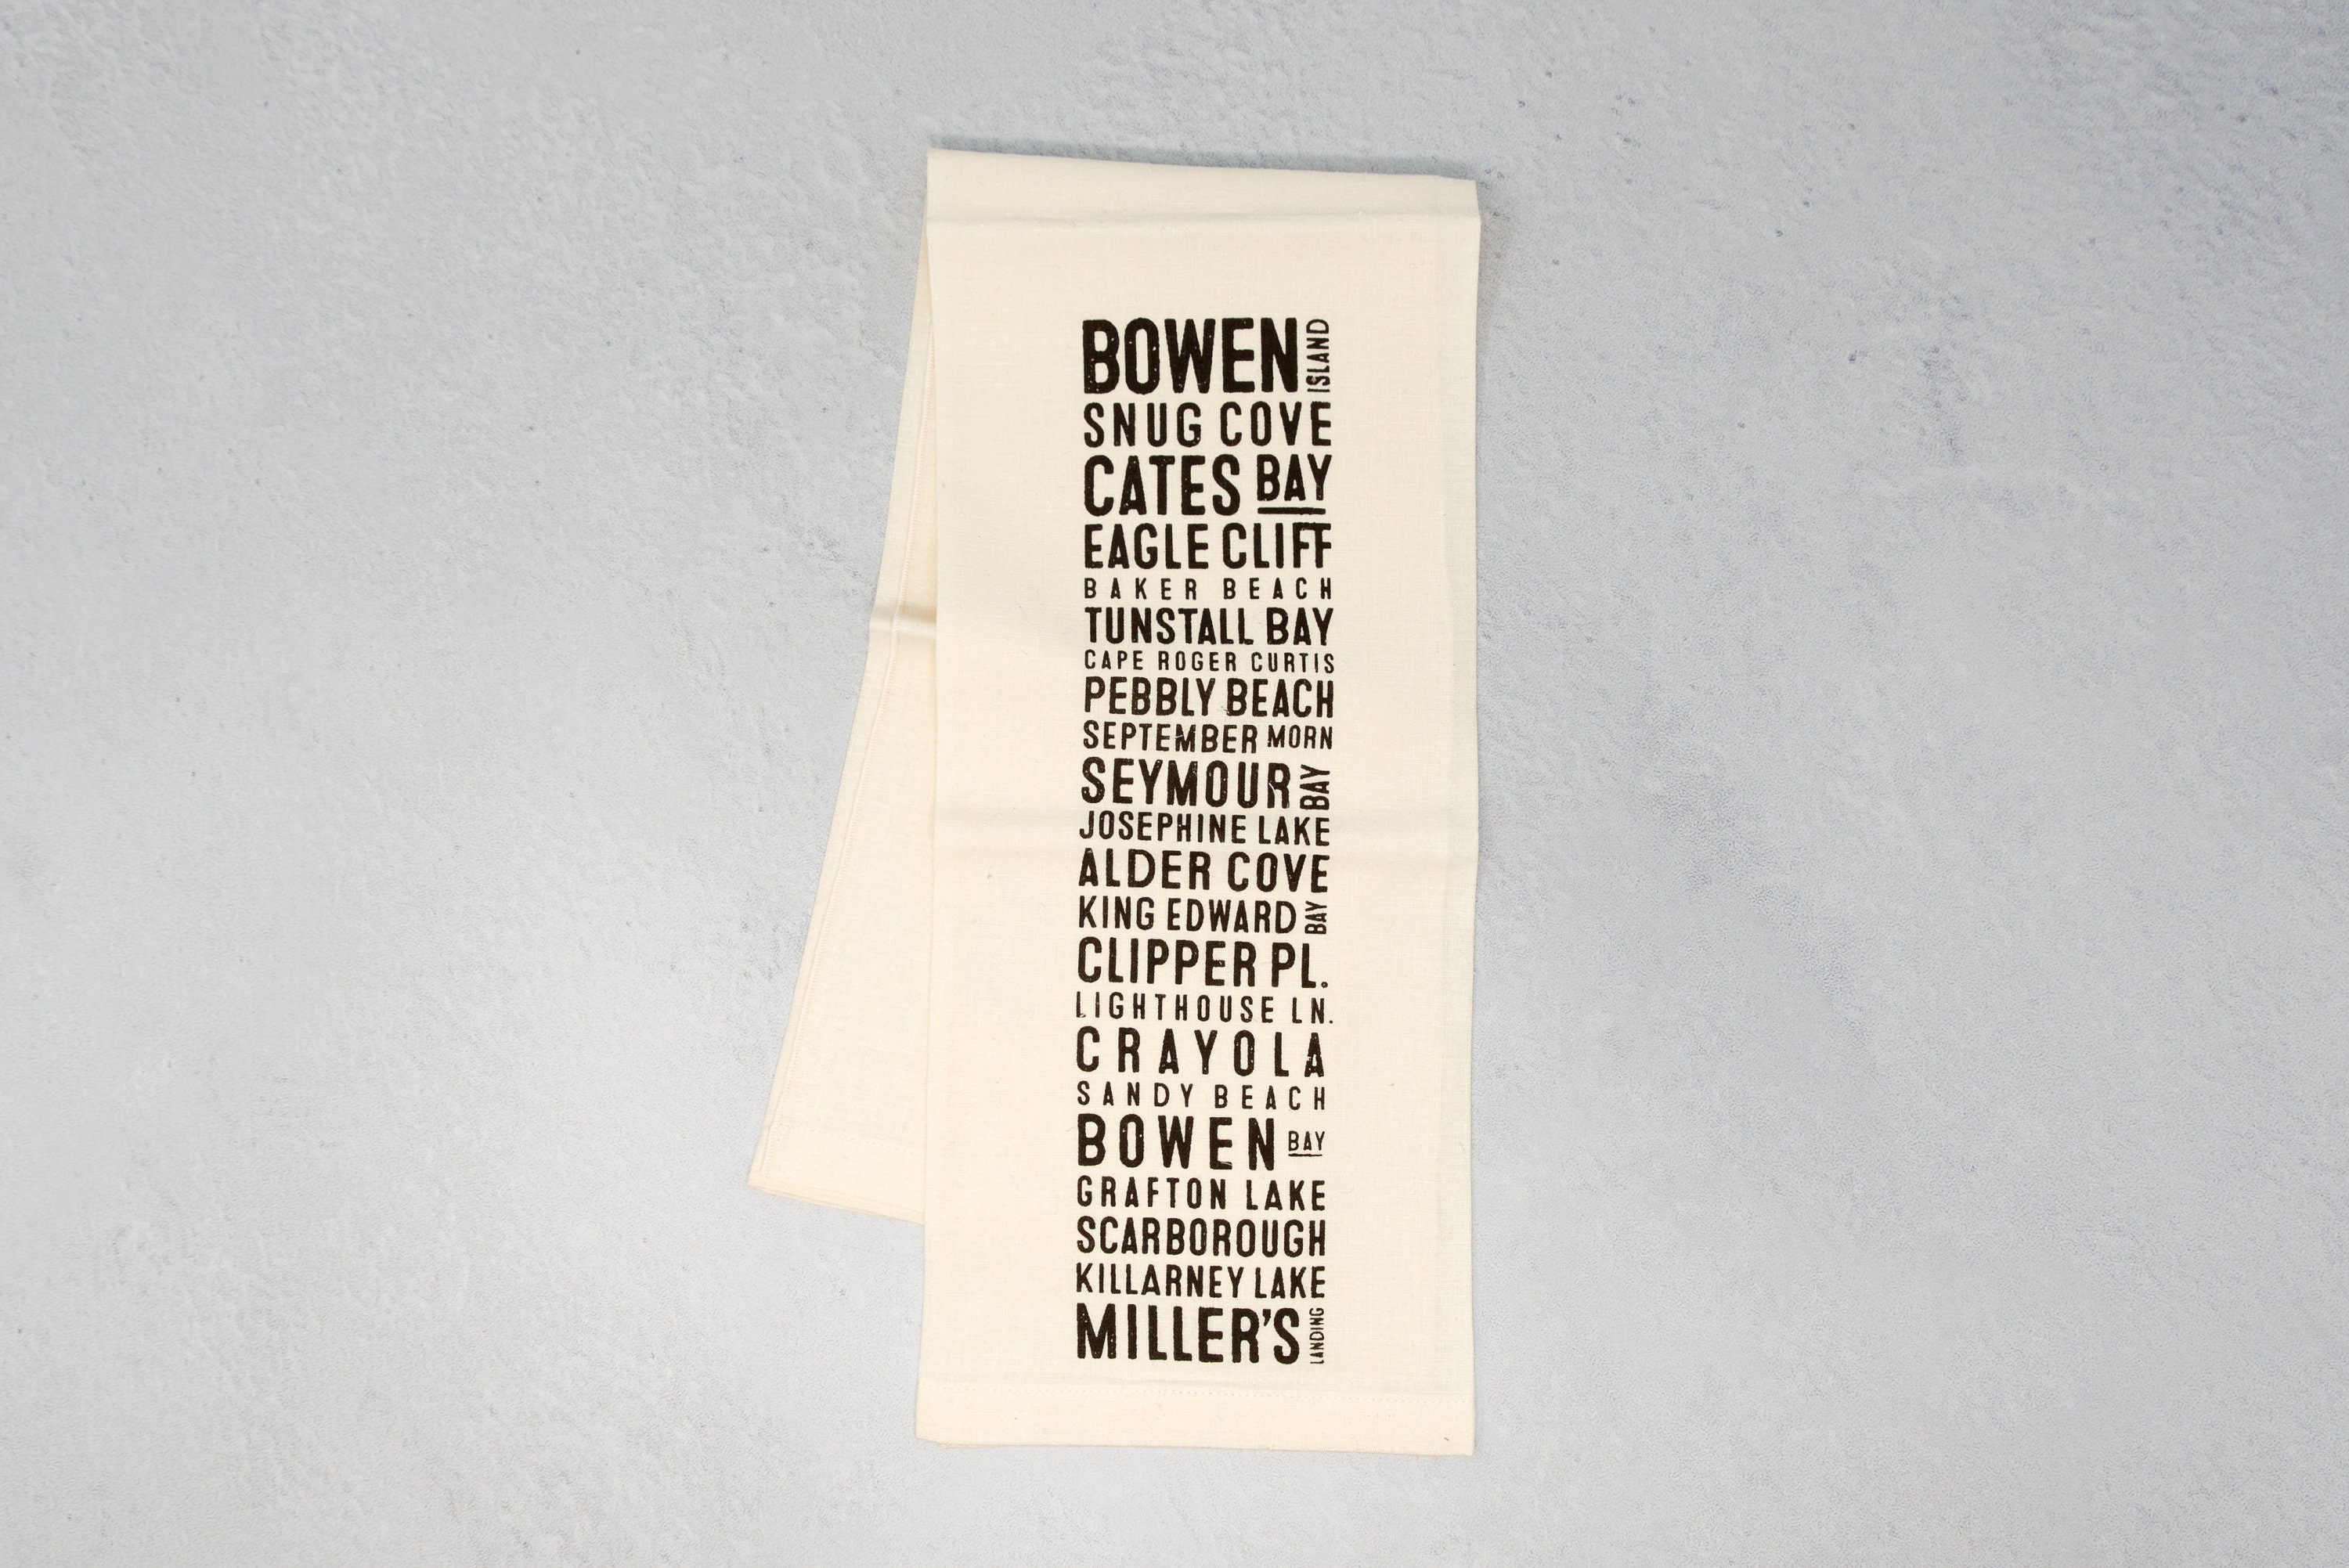 BOWEN ISLAND
SNUG COVE
CATES BAY
EAGLE CLIFF
BAKER BEACH
TUNSTALL BAY
CAPE ROGER CURTIS
PEBBLY BEACH
SEPTEMBER MORN
SEYMOUR BAY
JOSEPHINE LAKE
ALDER COVE
KING EDWARD BAY
CLIPPER PL.
LIGHTHOUSE LN.
CRAYOLA
SANDY BEACH
BOWEN BAY
GRAFTON LAKE
SCARBOROUGH
KILLARNEY LAKE
MILLER'S LANDING